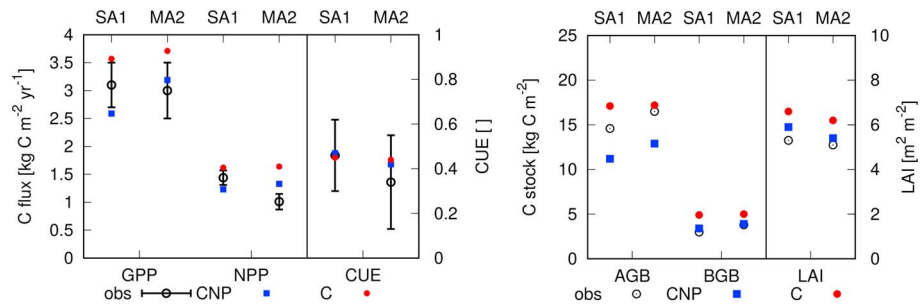 SA1 MA2 SA1 MA2 SA1 MA2
4
3.5
3
2.5
2
1.5
1
0.5
0
C flux [kg C m-2 yr-1]
1
0.8
0.6
0.4
0.2
0
CUE [ ]
GPP NPP CUE
obs CNP C
SA1 MA2 SA1 MA2 SA1 MA2
25
20
15
10
5
0
C stock [kg C m-2]
10
8
6
4
2
0
LAI [m2 m-2]
AGB BGB LAI
obs CNP C